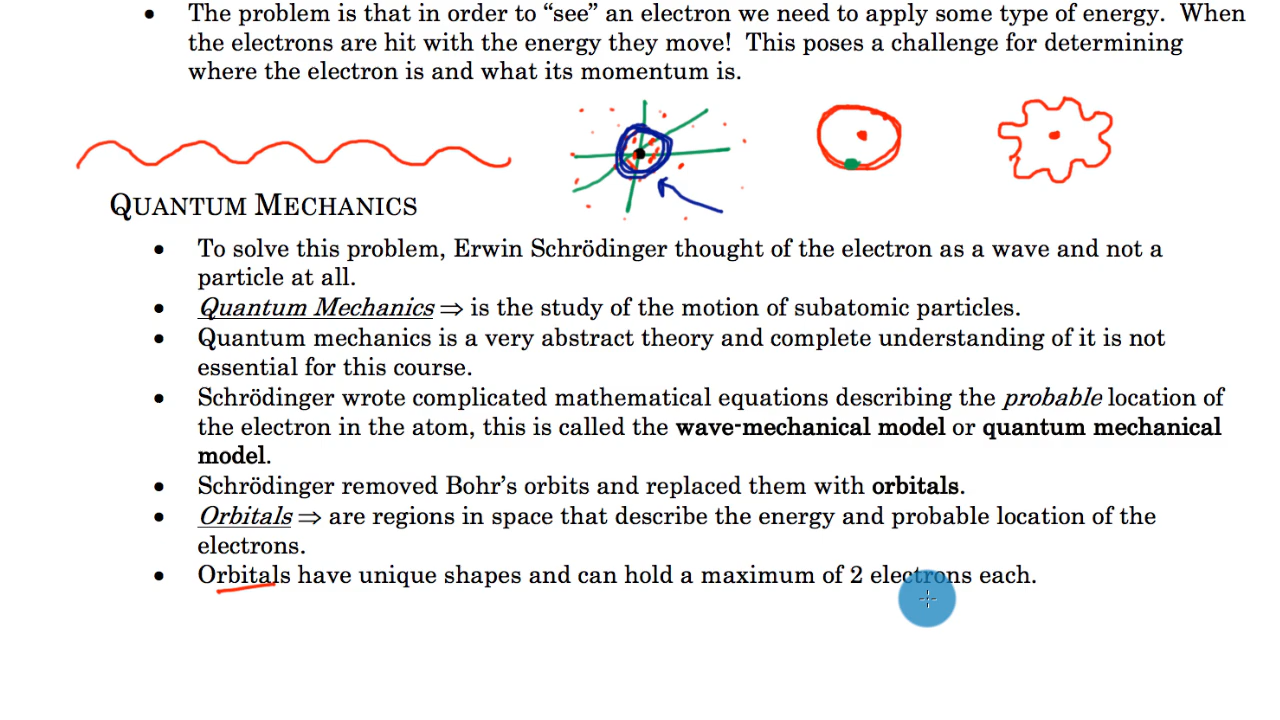 • The problem is that in order to “see” an electron we need to apply some type of energy. When
the electrons are hit with the energy they move! This poses a challenge for determining
where the electron is and what its momentum is.
QUANTUM MECHANICS
• To solve this problem, Erwin Schrödinger thought of the electron as a wave and not a
particle at all.
• Quantum Mechanics ⇒ is the study of the motion of subatomic particles.
• Quantum mechanics is a very abstract theory and complete understanding of it is not
essential for this course.
• Schrödinger wrote complicated mathematical equations describing the probable location of
the electron in the atom, this is called the wave-mechanical model or quantum mechanical
model.
• Schrödinger removed Bohr’s orbits and replaced them with orbitals.
• Orbitals ⇒ are regions in space that describe the energy and probable location of the
electrons.
• Orbitals have unique shapes and can hold a maximum of 2 electrons each.